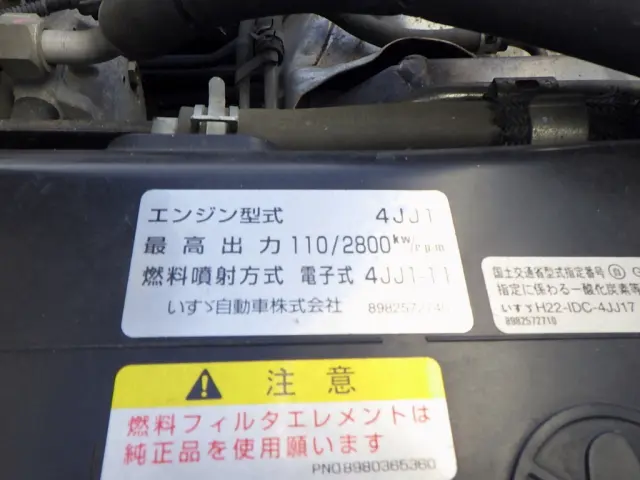 エンジン型式 4JJ1
最高出力 110/2800kw/rpm
燃料噴射方式 電子式 4JJ1-11
いすゞ自動車株式会社
国土交通省型式指定番号
指定に係わる一酸化炭素等
いすゞH22-IDC-4JJ17
8982572710
注意
燃料フィルタエレメントは
純正品を使用願います
PNO8980365360